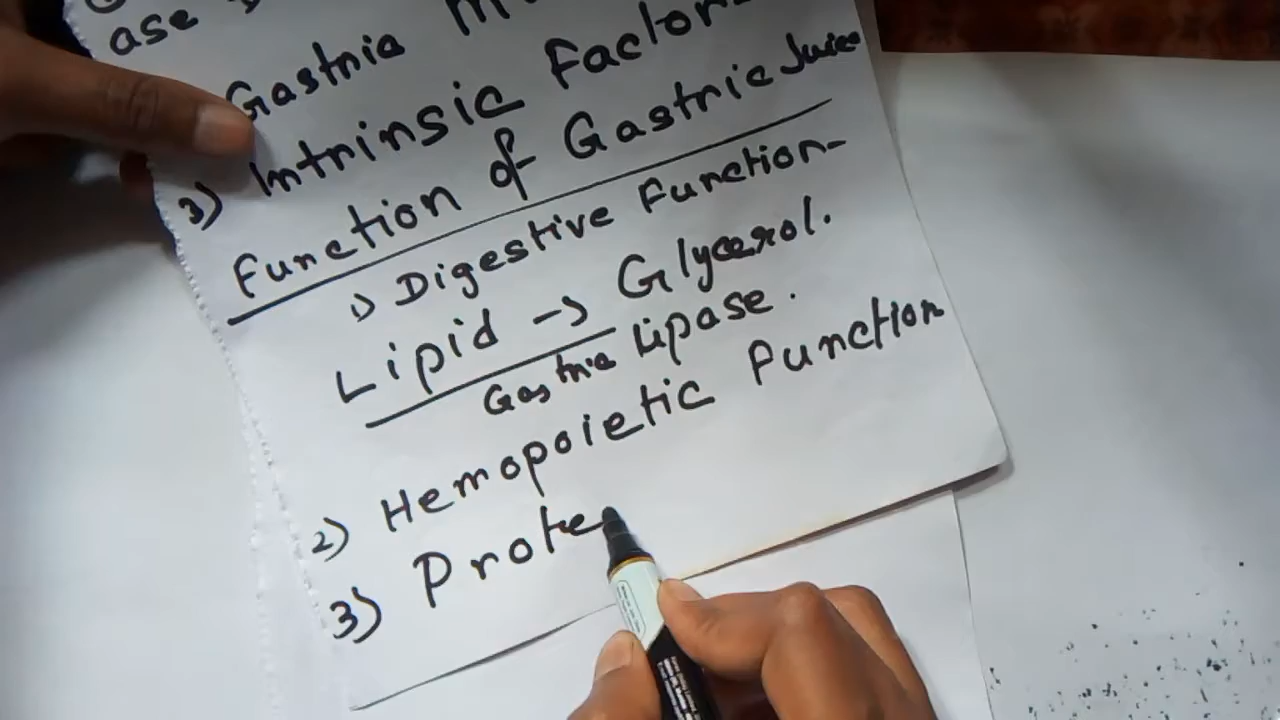 ase
Gastric
3) Intrinsic Factor-
Function of Gastric Juice
1) Digestive Function-
Lipid → Glycerol.
Gastric Lipase.
2) Hemopoietic Function
3) Prote